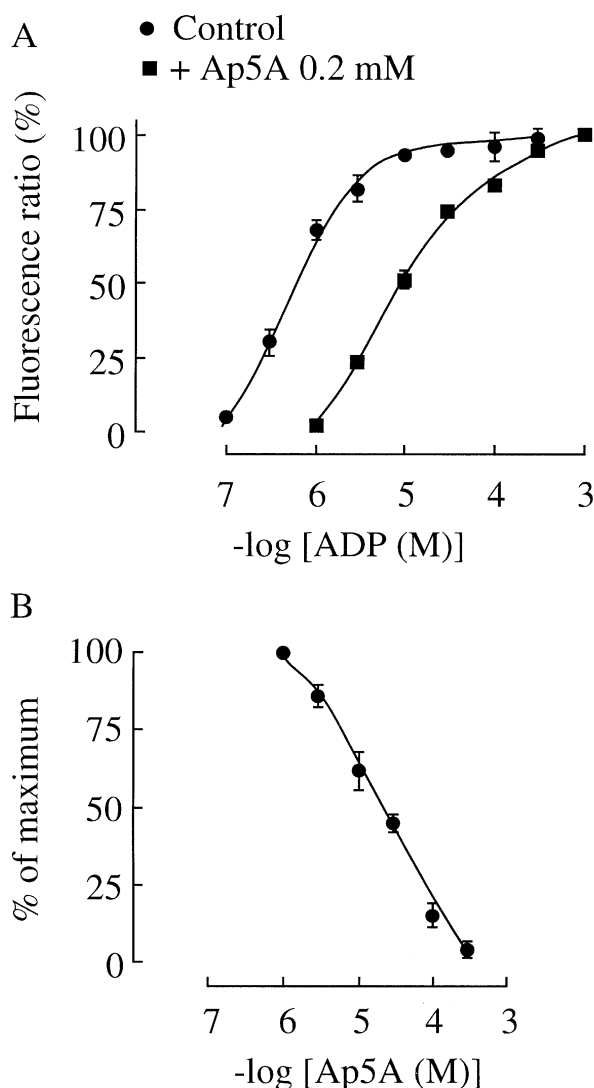 A
Control
+ Ap5A 0.2 mM
Fluorescence ratio (%)
100
75
50
25
0
7 6 5 4 3
-log [ADP (M)]
B
% of maximum
100
75
50
25
0
7 6 5 4 3
-log [Ap5A (M)]